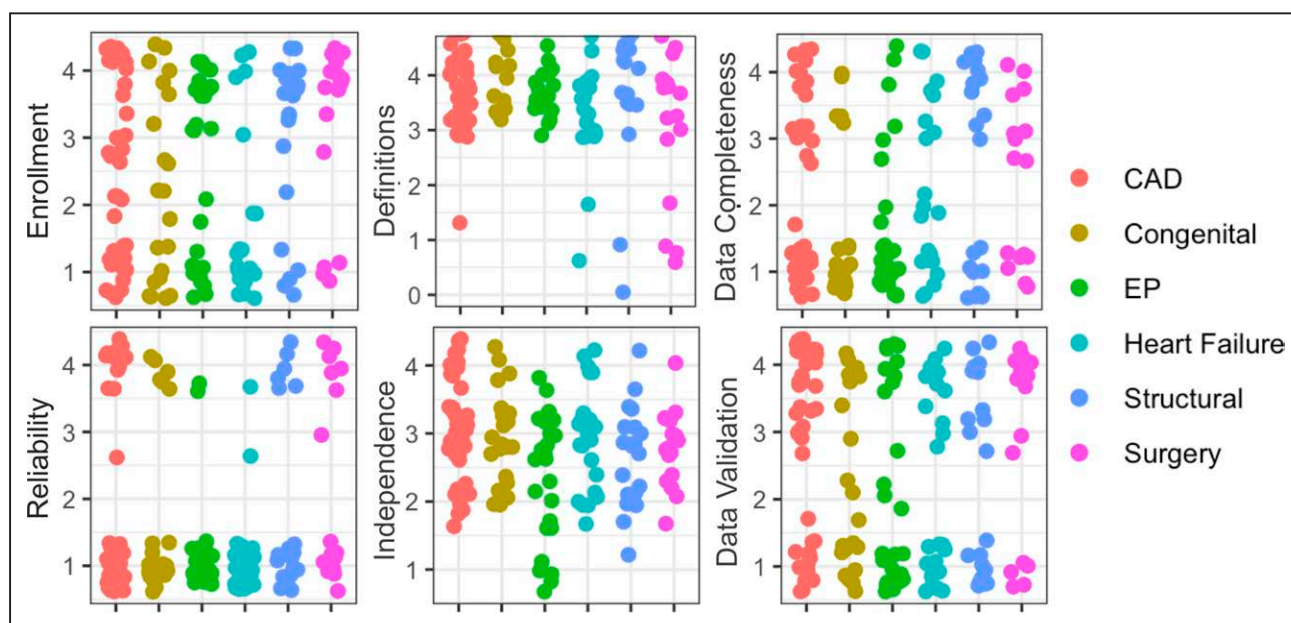 Enrollment
4
3
2
1
Definitions
4
3
2
1
0
Data Completeness
4
3
2
1
Reliability
4
3
2
1
Independence
4
3
2
1
Data Validation
4
3
2
1
CAD
Congenital
EP
Heart Failure
Structural
Surgery